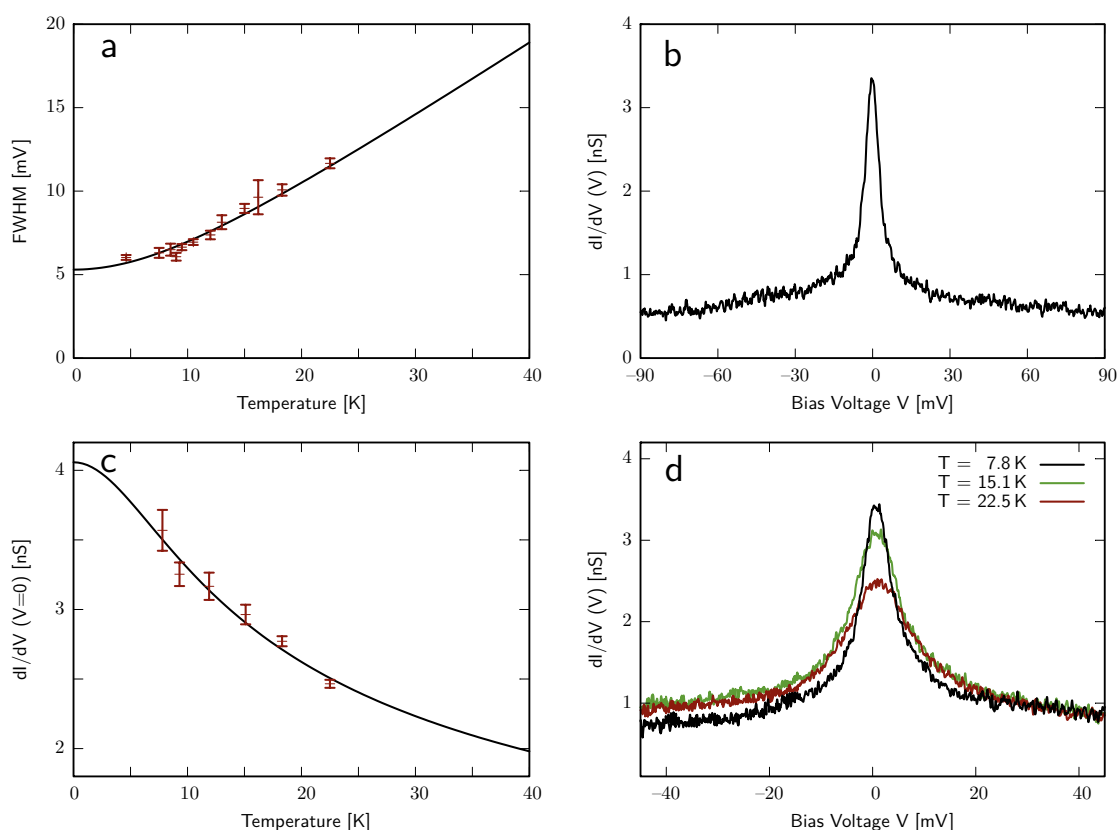 a
20
15
10
5
0
FWHM [mV]
0 10 20 30 40
Temperature [K]
b
4
3
2
1
0
dI/dV (V) [nS]
–90 –60 –30 0 30 60 90
Bias Voltage V [mV]
c
4
3
2
dI/dV (V=0) [nS]
0 10 20 30 40
Temperature [K]
d
T = 7.8 K
T = 15.1 K
T = 22.5 K
4
3
2
1
dI/dV (V) [nS]
–40 –20 0 20 40
Bias Voltage V [mV]